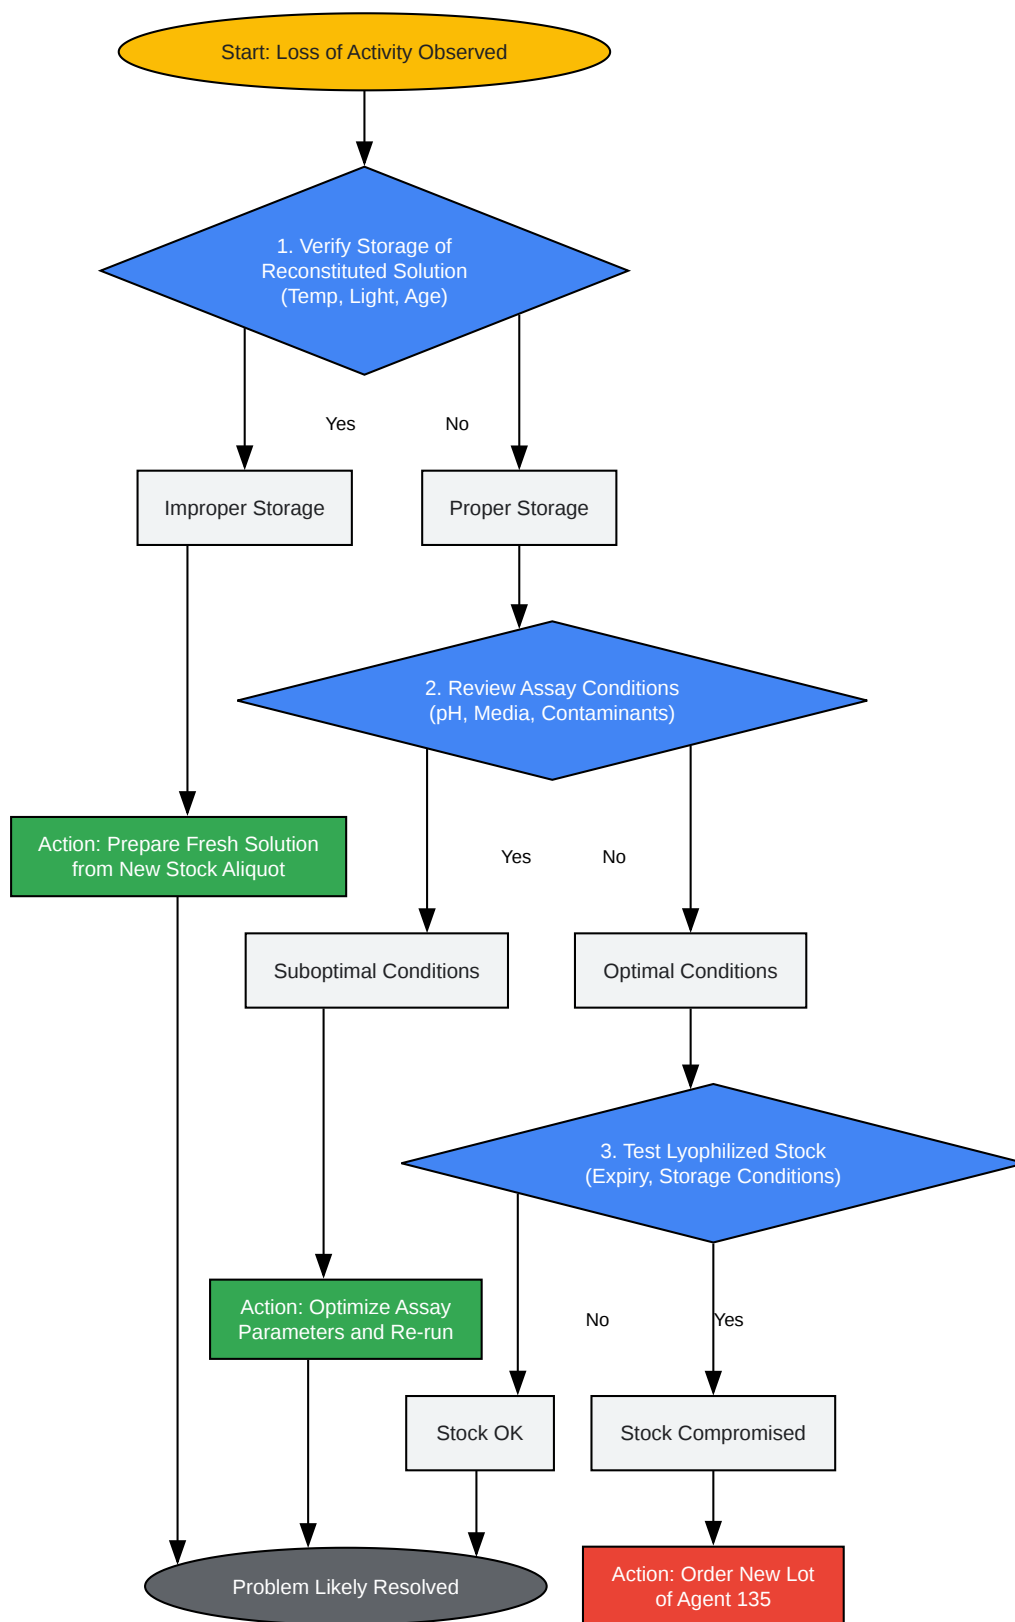 Start: Loss of Activity Observed
1. Verify Storage of
Reconstituted Solution
(Temp, Light, Age)
Yes
No
Improper Storage
Proper Storage
2. Review Assay Conditions
(pH, Media, Contaminants)
Action: Prepare Fresh Solution
from New Stock Aliquot
Yes
No
Suboptimal Conditions
Optimal Conditions
3. Test Lyophilized Stock
(Expiry, Storage Conditions)
Action: Optimize Assay
Parameters and Re-run
No
Yes
Stock OK
Stock Compromised
Problem Likely Resolved
Action: Order New Lot
of Agent 135